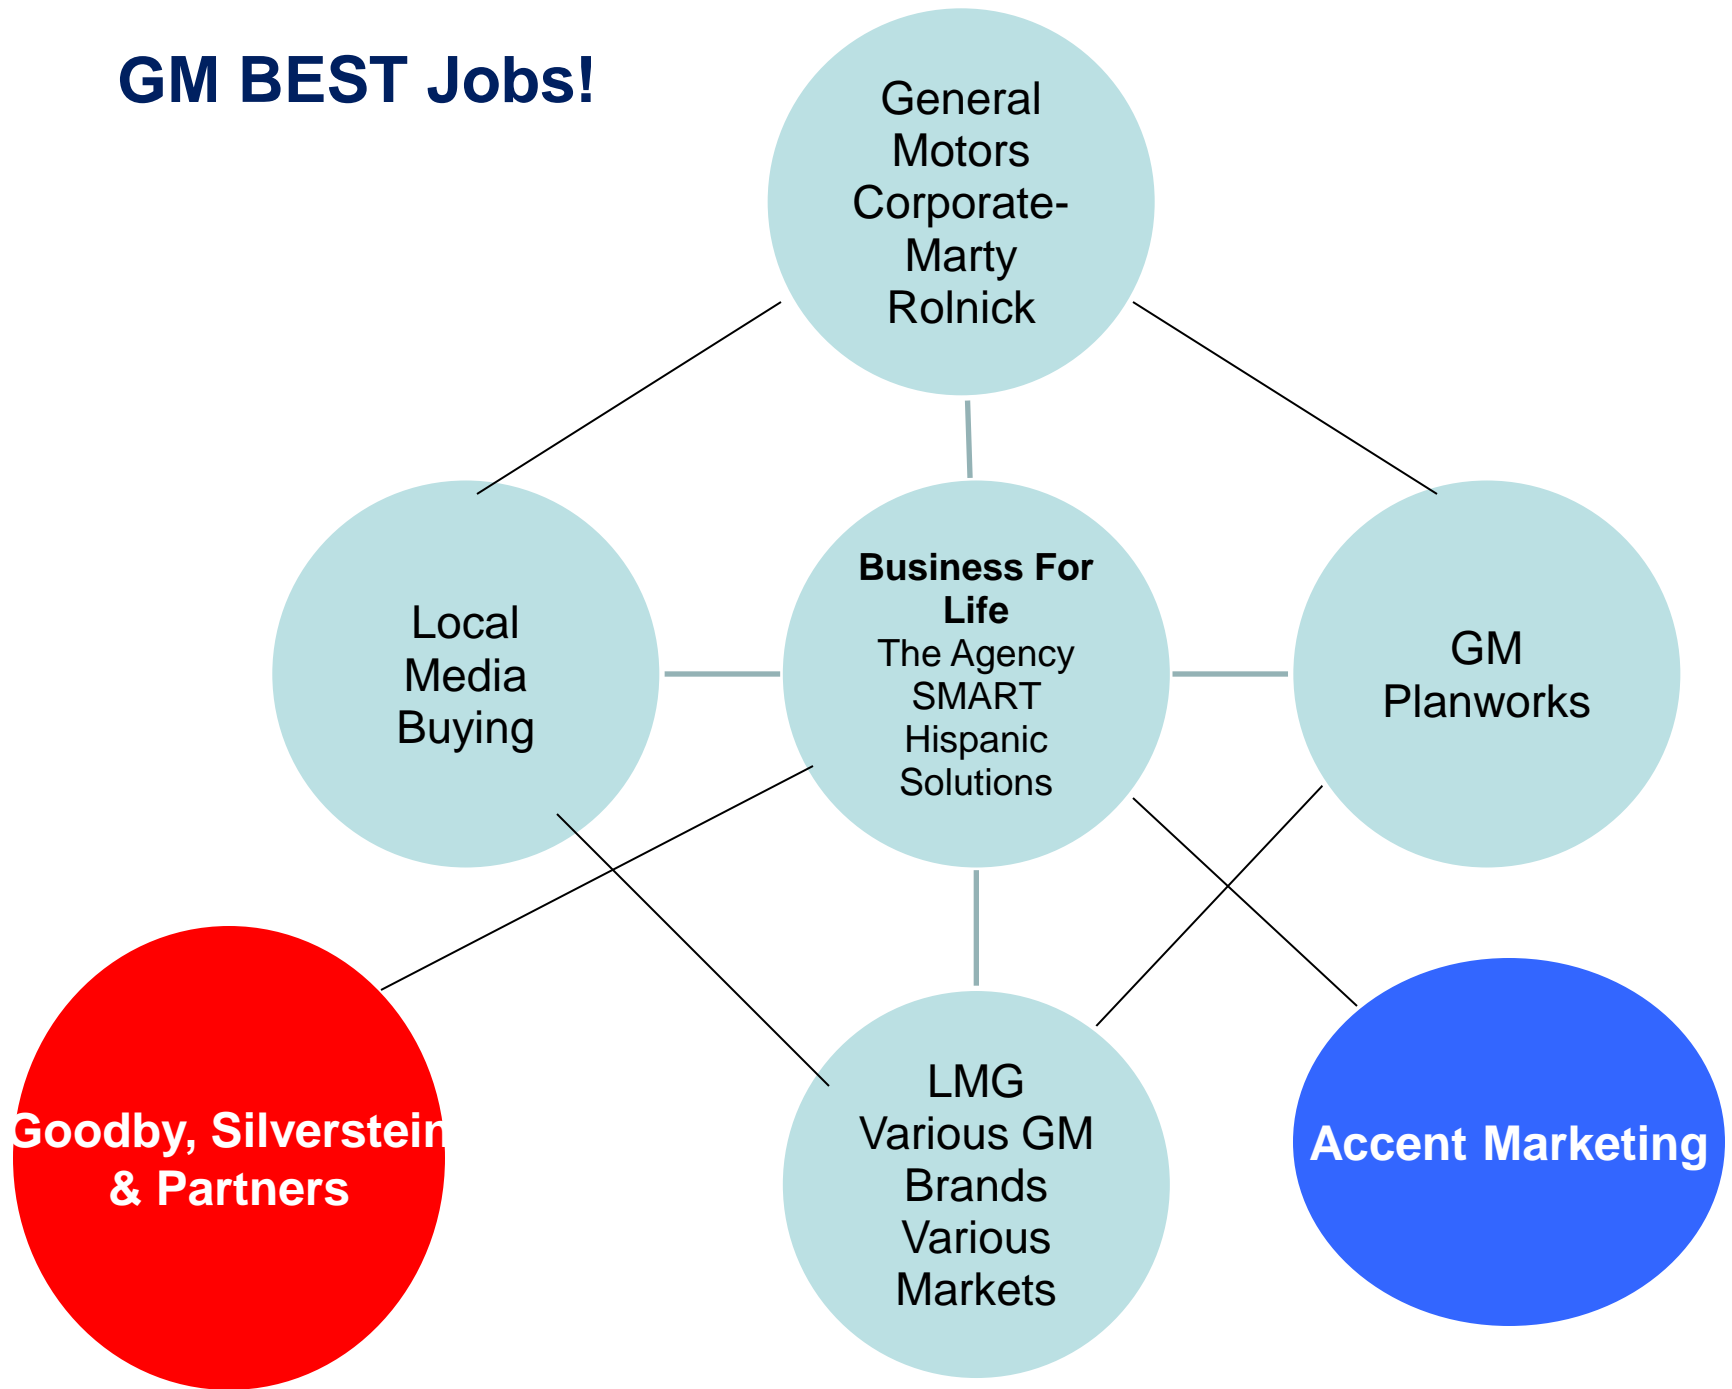 GM BEST Jobs!
General
Motors
Corporate-
Marty
Rolnick
Local
Media
Buying
Business For
Life
The Agency
SMART
Hispanic
Solutions
GM
Planworks
Goodby, Silverstein
& Partners
LMG
Various GM
Brands
Various
Markets
Accent Marketing